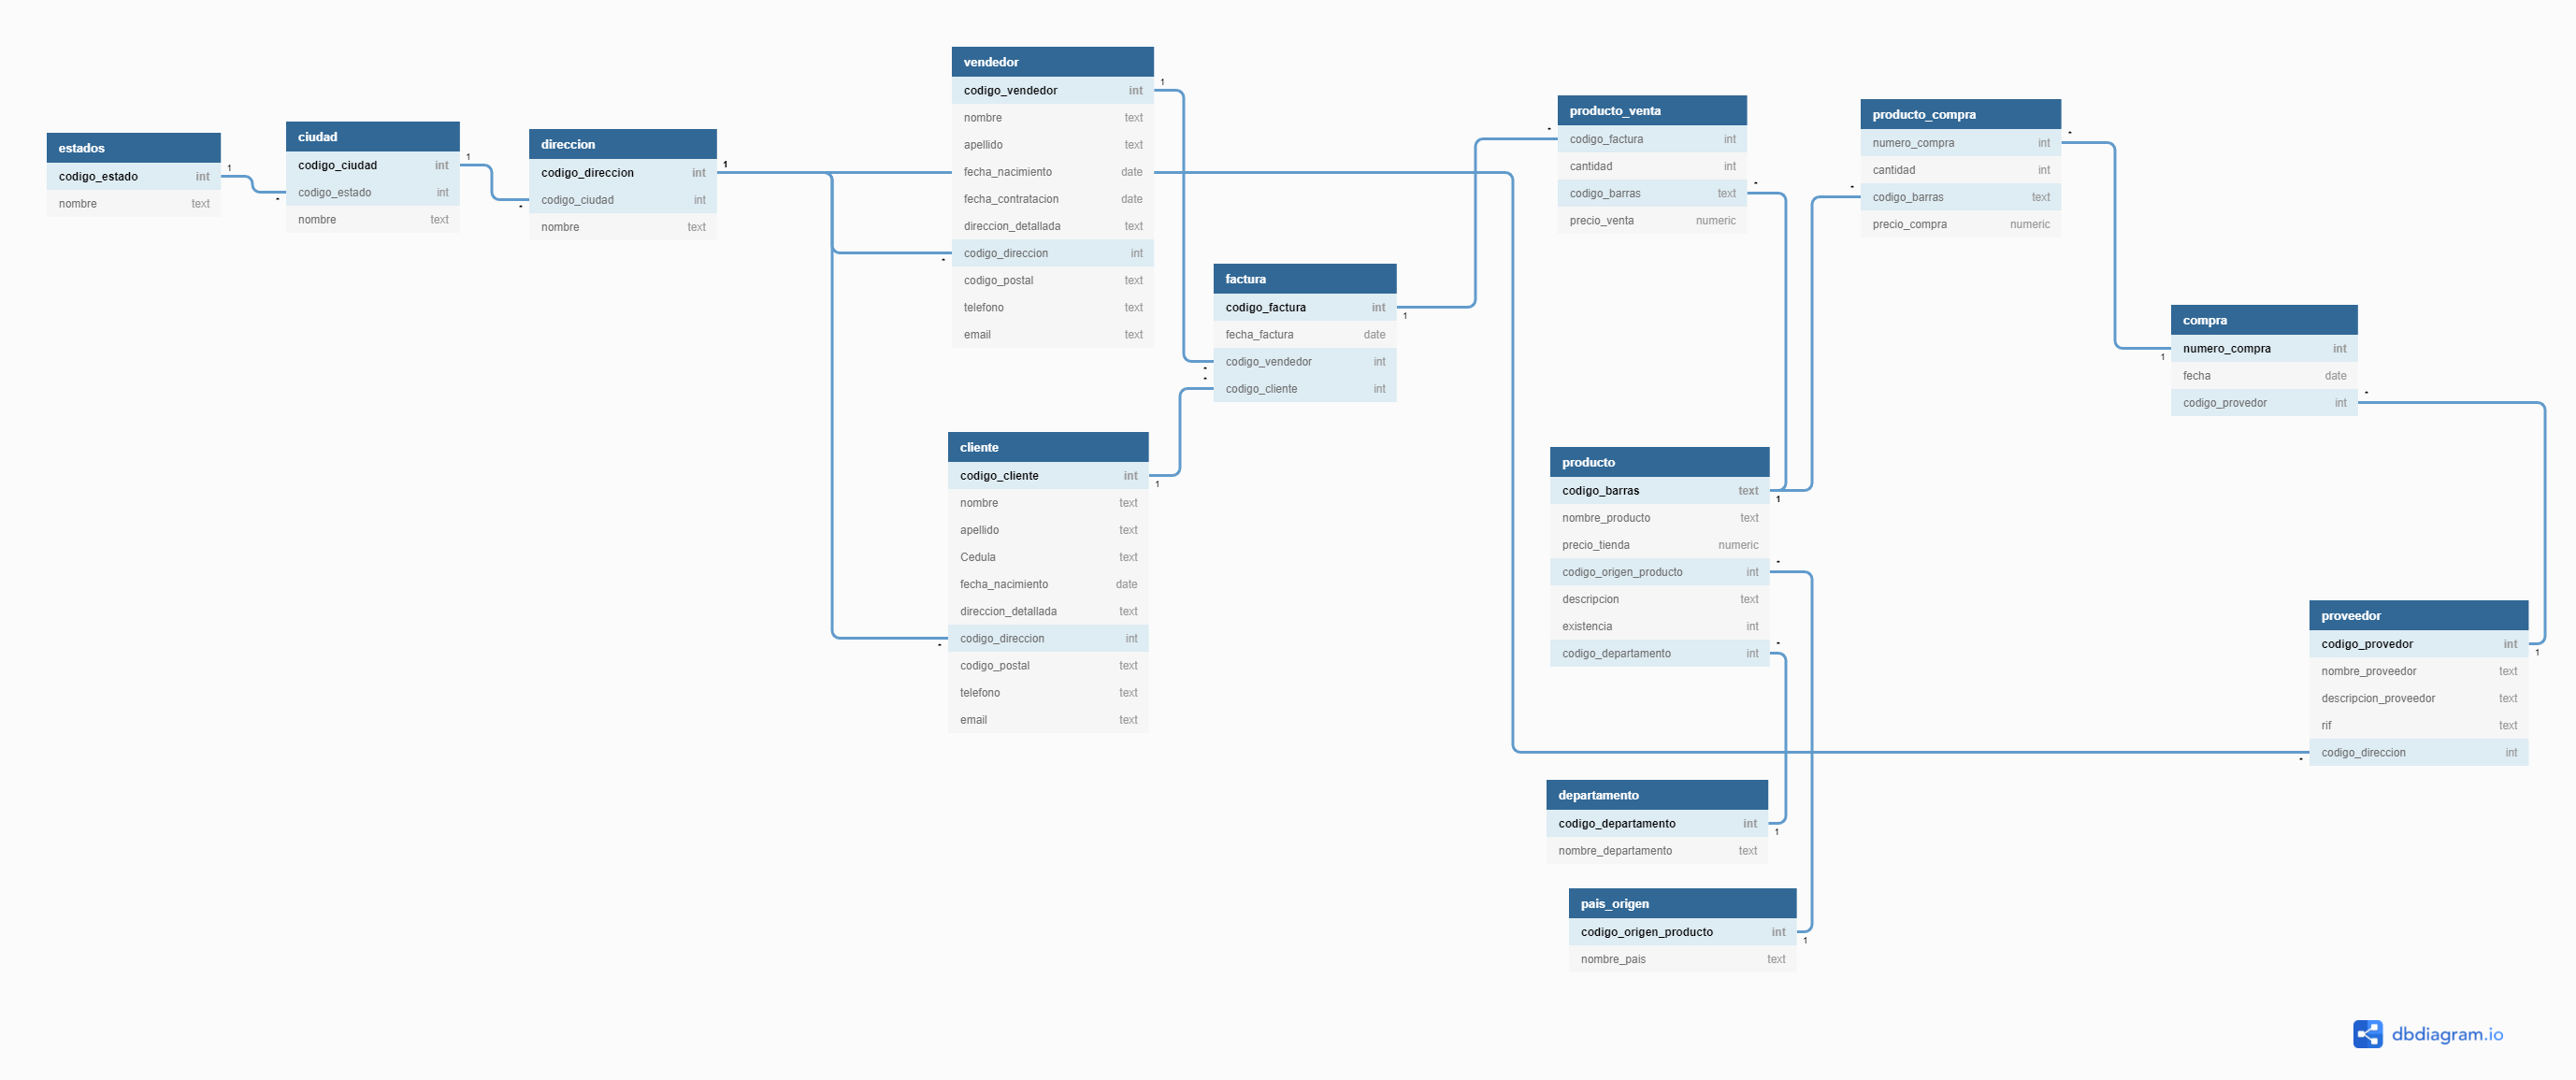 estados
codigo_estado int
nombre text
1
*
ciudad
codigo_ciudad int
codigo_estado int
nombre text
1
*
direccion
codigo_direccion int
codigo_ciudad int
nombre text
1
vendedor
codigo_vendedor int
nombre text
apellido text
fecha_nacimiento date
fecha_contratacion date
direccion_detallada text
codigo_direccion int
codigo_postal text
telefono text
email text
1
*
cliente
codigo_cliente int
nombre text
apellido text
Cedula text
fecha_nacimiento date
direccion_detallada text
codigo_direccion int
codigo_postal text
telefono text
email text
1
*
factura
codigo_factura int
fecha_factura date
codigo_vendedor int
codigo_cliente int
1
*
*
producto_venta
codigo_factura int
cantidad int
codigo_barras text
precio_venta numeric
*
*
producto_compra
numero_compra int
cantidad int
codigo_barras text
precio_compra numeric
*
*
compra
numero_compra int
fecha date
codigo_provedor int
1
*
producto
codigo_barras text
nombre_producto text
precio_tienda numeric
codigo_origen_producto int
descripcion text
existencia int
codigo_departamento int
1
*
*
proveedor
codigo_provedor int
nombre_proveedor text
descripcion_proveedor text
rif text
codigo_direccion int
1
*
departamento
codigo_departamento int
nombre_departamento text
1
pais_origen
codigo_origen_producto int
nombre_pais text
1
dbdiagram.io